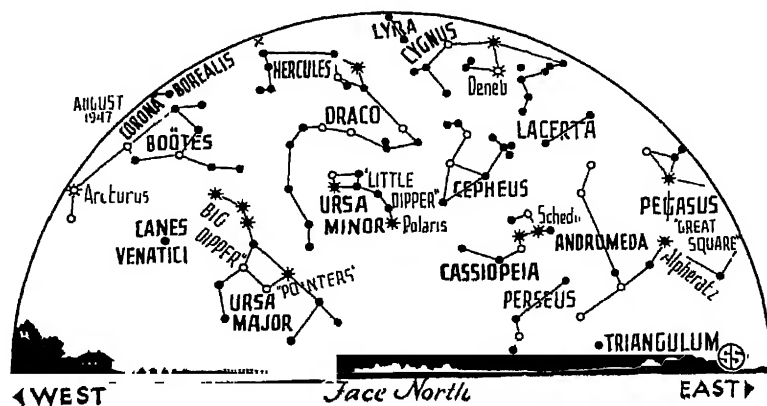 LYRA
CYGNUS
CORONA BOREALIS
HERCULES
Deneb
AUGUST
1947
DRACO
LACERTA
BOÖTES
Arcturus
"LITTLE
DIPPER"
CEPHEUS
URSA
MINOR
Polaris
PEGASUS
"GREAT
SQUARE"
Schedir
BIG
DIPPER"
CANES
VENATICI
ANDROMEDA
Alpheratz
CASSIOPEIA
"POINTERS"
URSA
MAJOR
PERSEUS
TRIANGULUM
SS
WEST
Face North
EAST